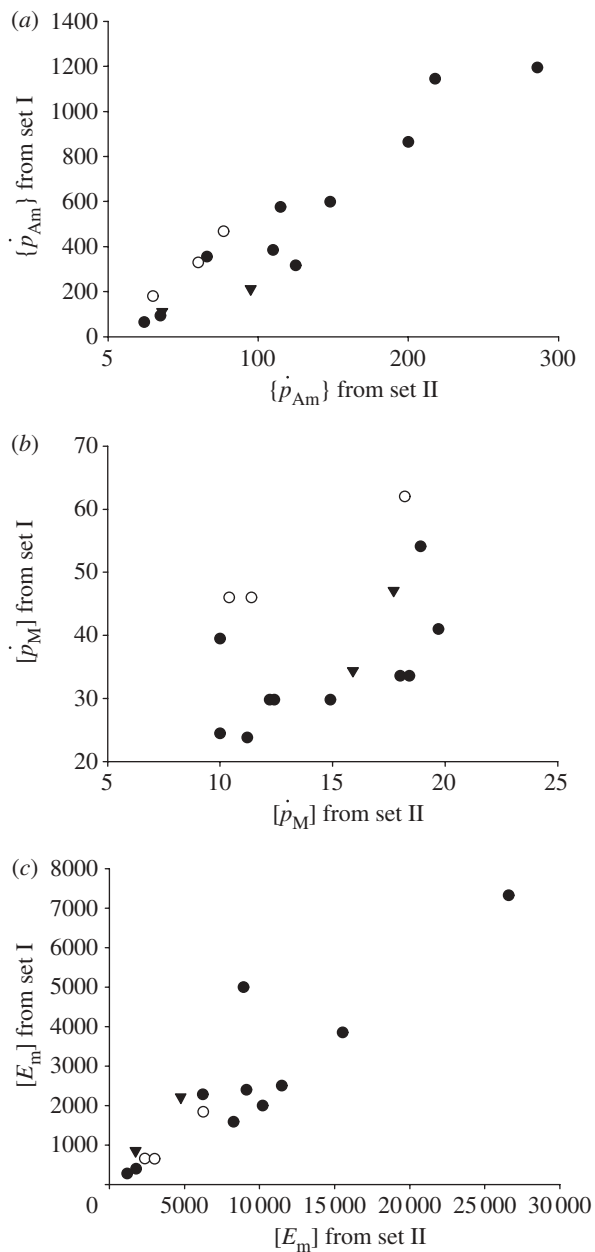 (a) 1400
1200
1000
800
600
400
200
0
{ṗAm} from set I
5 100 200 300
{ṗAm} from set II
(b) 70
60
50
40
30
20
[ṗM] from set I
5 10 15 20 25
[ṗM] from set II
(c) 8000
7000
6000
5000
4000
3000
2000
1000
[Em] from set I
0 5000 10 000 15 000 20 000 25 000 30 000
[Em] from set II